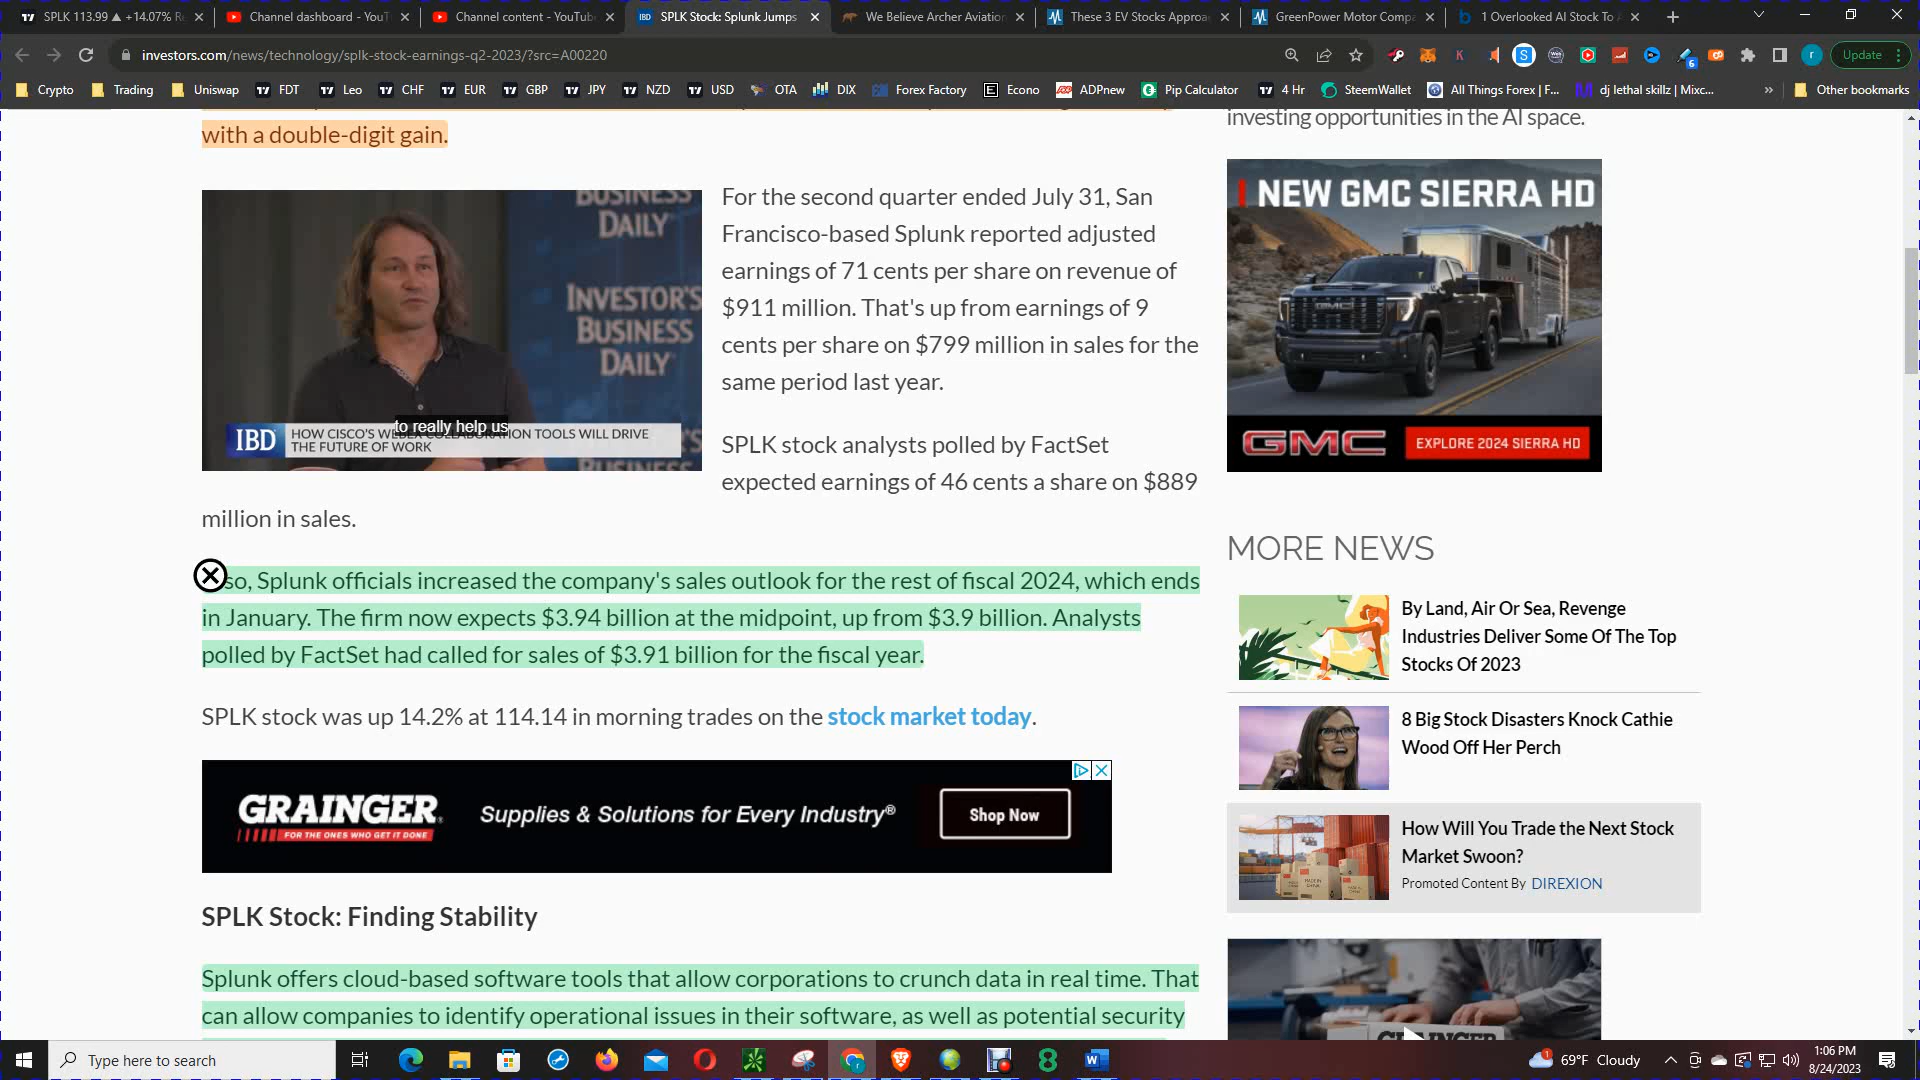 SPLK 113.99 ▲ +14.07% R
Channel dashboard - YouT
Channel content - YouTube
SPLK Stock: Splunk Jumps
We Believe Archer Aviation
These 3 EV Stocks Approa
GreenPower Motor Compa
1 Overlooked AI Stock To A
investors.com/news/technology/splk-stock-earnings-q2-2023/?src=A00220
Update
Crypto
Trading
Uniswap
FDT
Leo
CHF
EUR
GBP
JPY
NZD
USD
OTA
DIX
Forex Factory
Econo
ADPnew
Pip Calculator
4 Hr
SteemWallet
All Things Forex | F...
dj lethal skillz | Mixc...
»
Other bookmarks
with a double-digit gain.
BUSINESS
DAILY
INVESTOR'S
BUSINESS
DAILY
to really help us
IBD
HOW CISCO'S WEBEX COLLABORATION TOOLS WILL DRIVE
THE FUTURE OF WORK
For the second quarter ended July 31, San
Francisco-based Splunk reported adjusted
earnings of 71 cents per share on revenue of
$911 million. That's up from earnings of 9
cents per share on $799 million in sales for the
same period last year.
SPLK stock analysts polled by FactSet
expected earnings of 46 cents a share on $889
million in sales.
so, Splunk officials increased the company's sales outlook for the rest of fiscal 2024, which ends
in January. The firm now expects $3.94 billion at the midpoint, up from $3.9 billion. Analysts
polled by FactSet had called for sales of $3.91 billion for the fiscal year.
SPLK stock was up 14.2% at 114.14 in morning trades on the stock market today.
GRAINGER
FOR THE ONES WHO GET IT DONE
Supplies & Solutions for Every Industry®
Shop Now
SPLK Stock: Finding Stability
Splunk offers cloud-based software tools that allow corporations to crunch data in real time. That
can allow companies to identify operational issues in their software, as well as potential security
investing opportunities in the AI space.
NEW GMC SIERRA HD
GMC
EXPLORE 2024 SIERRA HD
MORE NEWS
By Land, Air Or Sea, Revenge
Industries Deliver Some Of The Top
Stocks Of 2023
8 Big Stock Disasters Knock Cathie
Wood Off Her Perch
How Will You Trade the Next Stock
Market Swoon?
Promoted Content By DIREXION
GRAINGER
Type here to search
69°F Cloudy
1:06 PM
8/24/2023